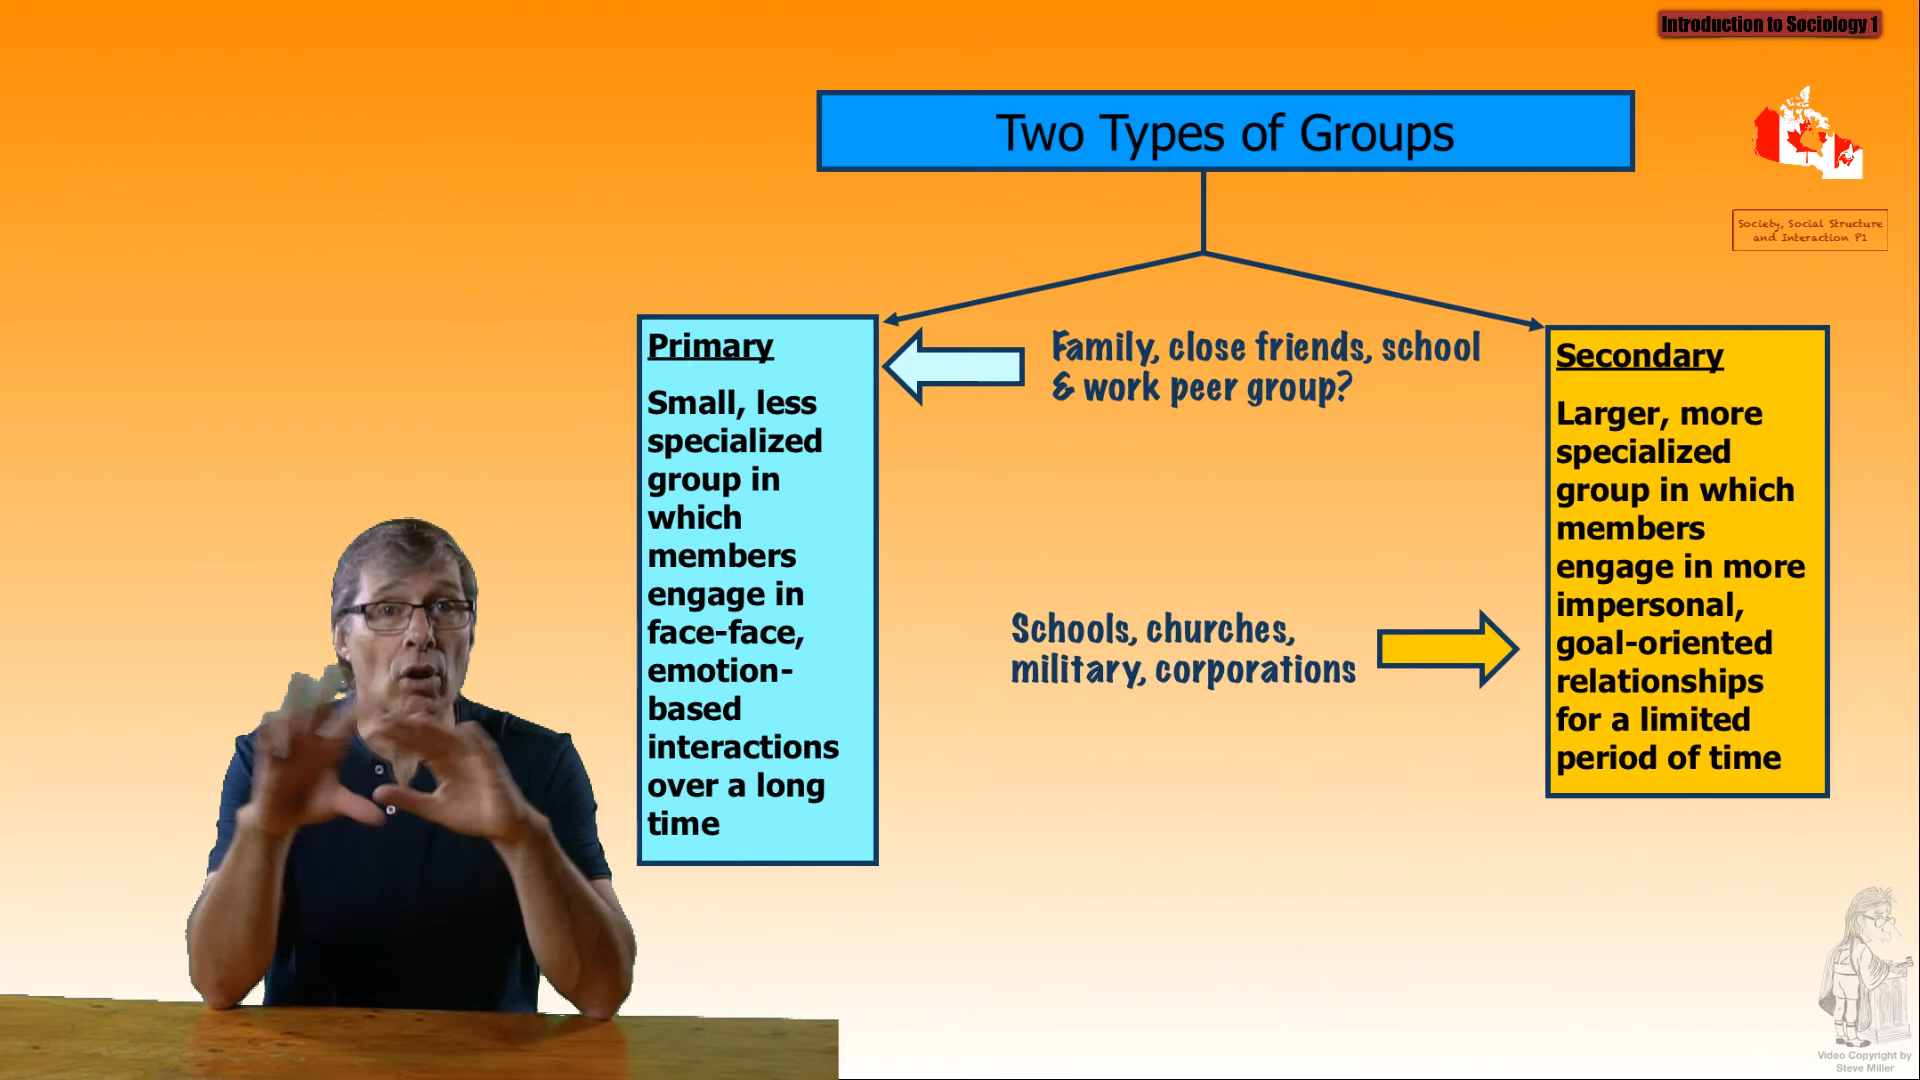 Introduction to Sociology 1
Two Types of Groups
Society, Social Structure
and Interaction P1
Primary
Small, less
specialized
group in
which
members
engage in
face-face,
emotion-
based
interactions
over a long
time
Family, close friends, school
& work peer group?
Schools, churches,
military, corporations
Secondary
Larger, more
specialized
group in which
members
engage in more
impersonal,
goal-oriented
relationships
for a limited
period of time
Video Copyright by
Steve Miller